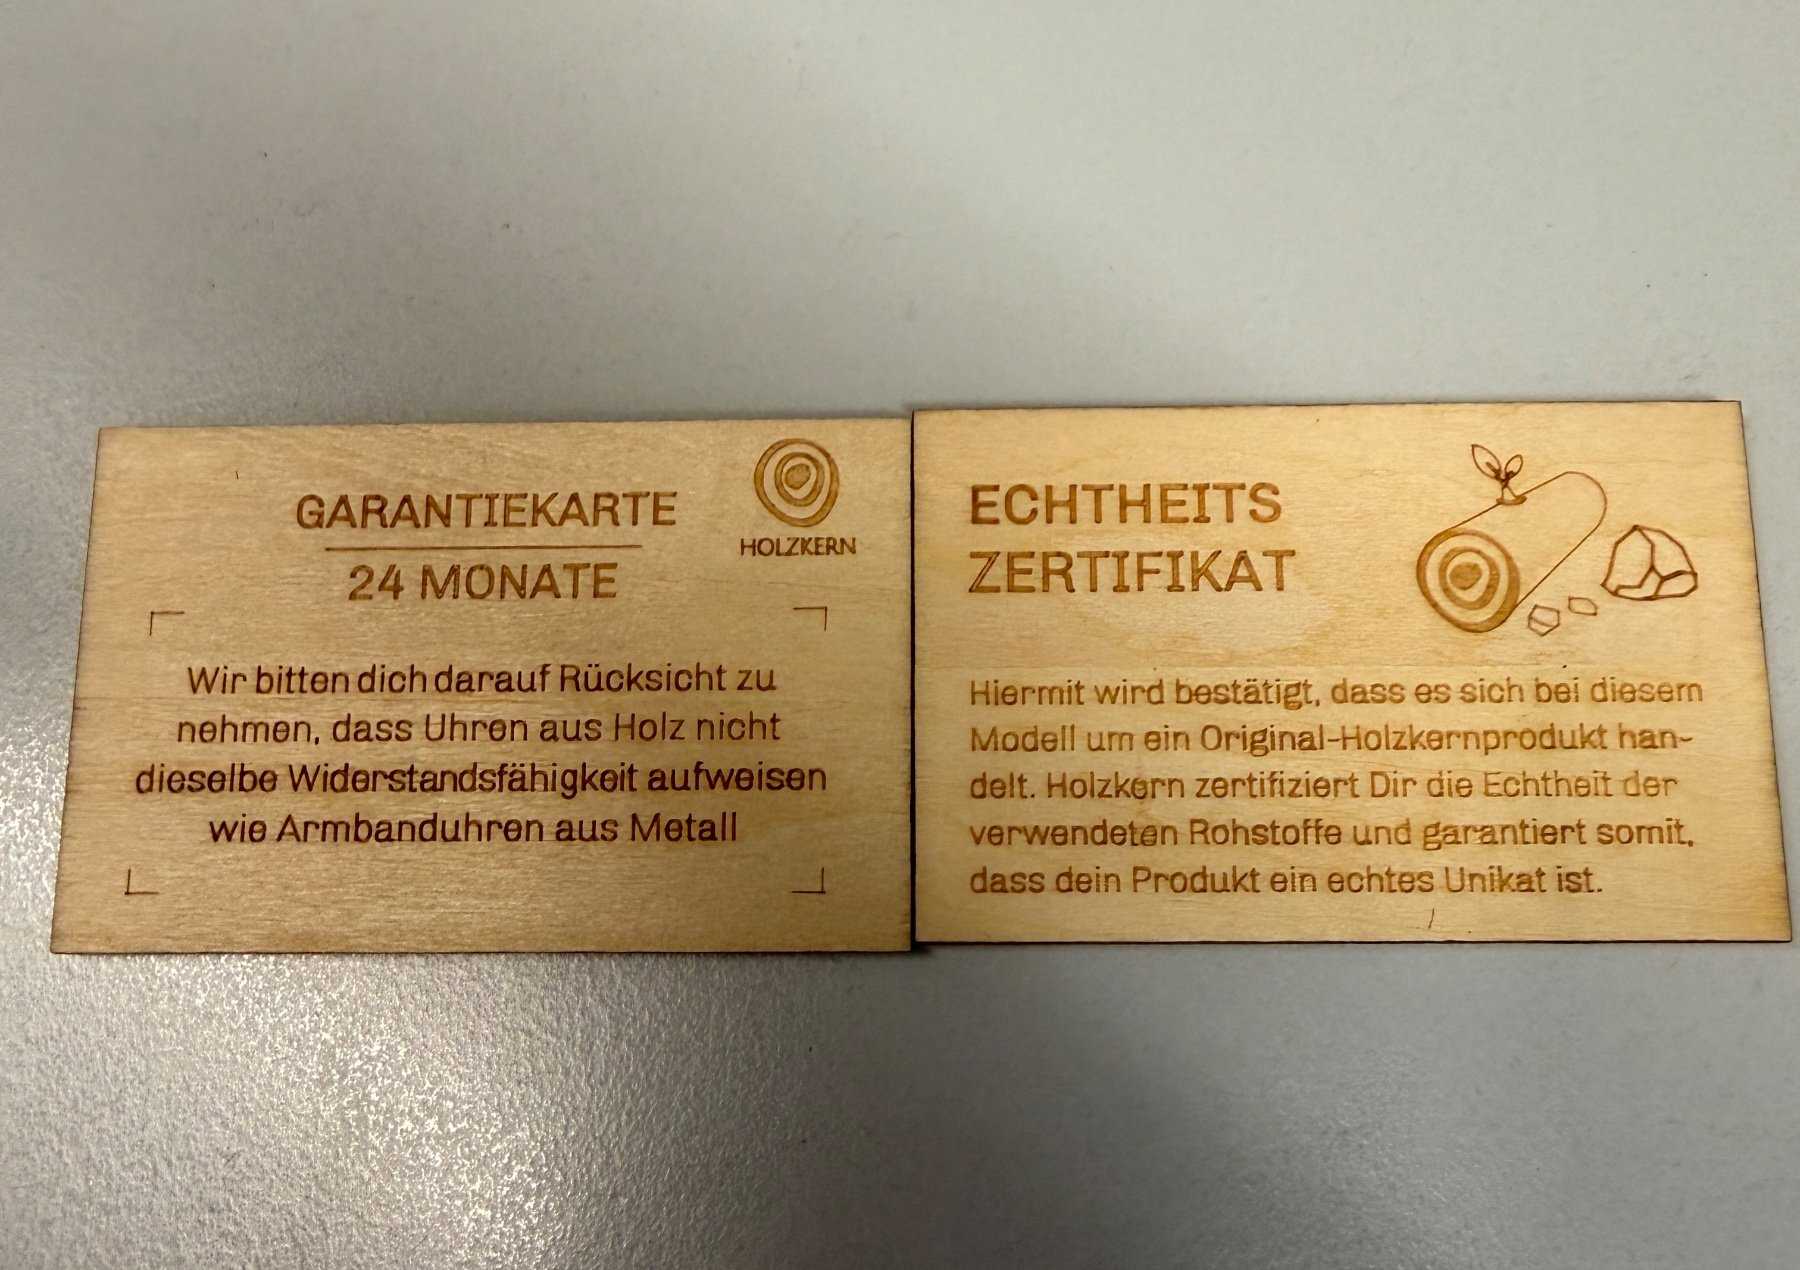 GARANTIEKARTE
24 MONATE
HOLZKERN
Wir bitten dich darauf Rücksicht zu
nehmen, dass Uhren aus Holz nicht
dieselbe Widerstandsfähigkeit aufweisen
wie Armbanduhren aus Metall
ECHTHEITS
ZERTIFIKAT
Hiermit wird bestätigt, dass es sich bei diesem
Modell um ein Original-Holzkernprodukt han-
delt. Holzkern zertifiziert Dir die Echtheit der
verwendeten Rohstoffe und garantiert somit,
dass dein Produkt ein echtes Unikat ist.